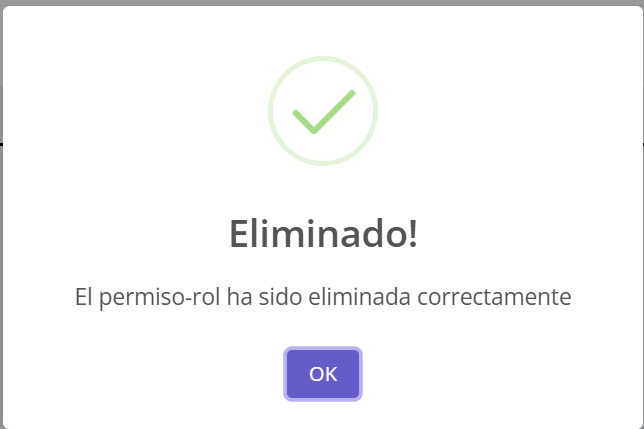 Eliminado!
El permiso-rol ha sido eliminada correctamente
OK